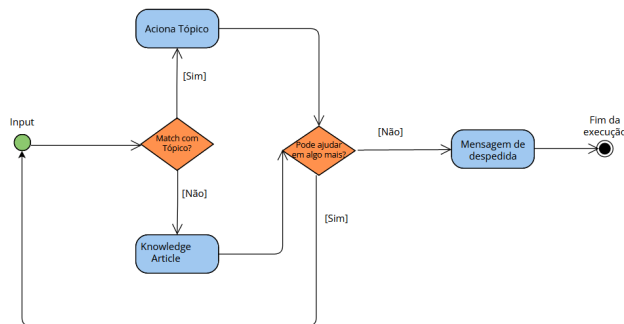 Aciona Tópico
[Sim]
Input
Match com
Tópico?
[Não]
Knowledge
Article
Pode ajudar
em algo mais?
[Não]
[Sim]
Mensagem de
despedida
Fim da
execução